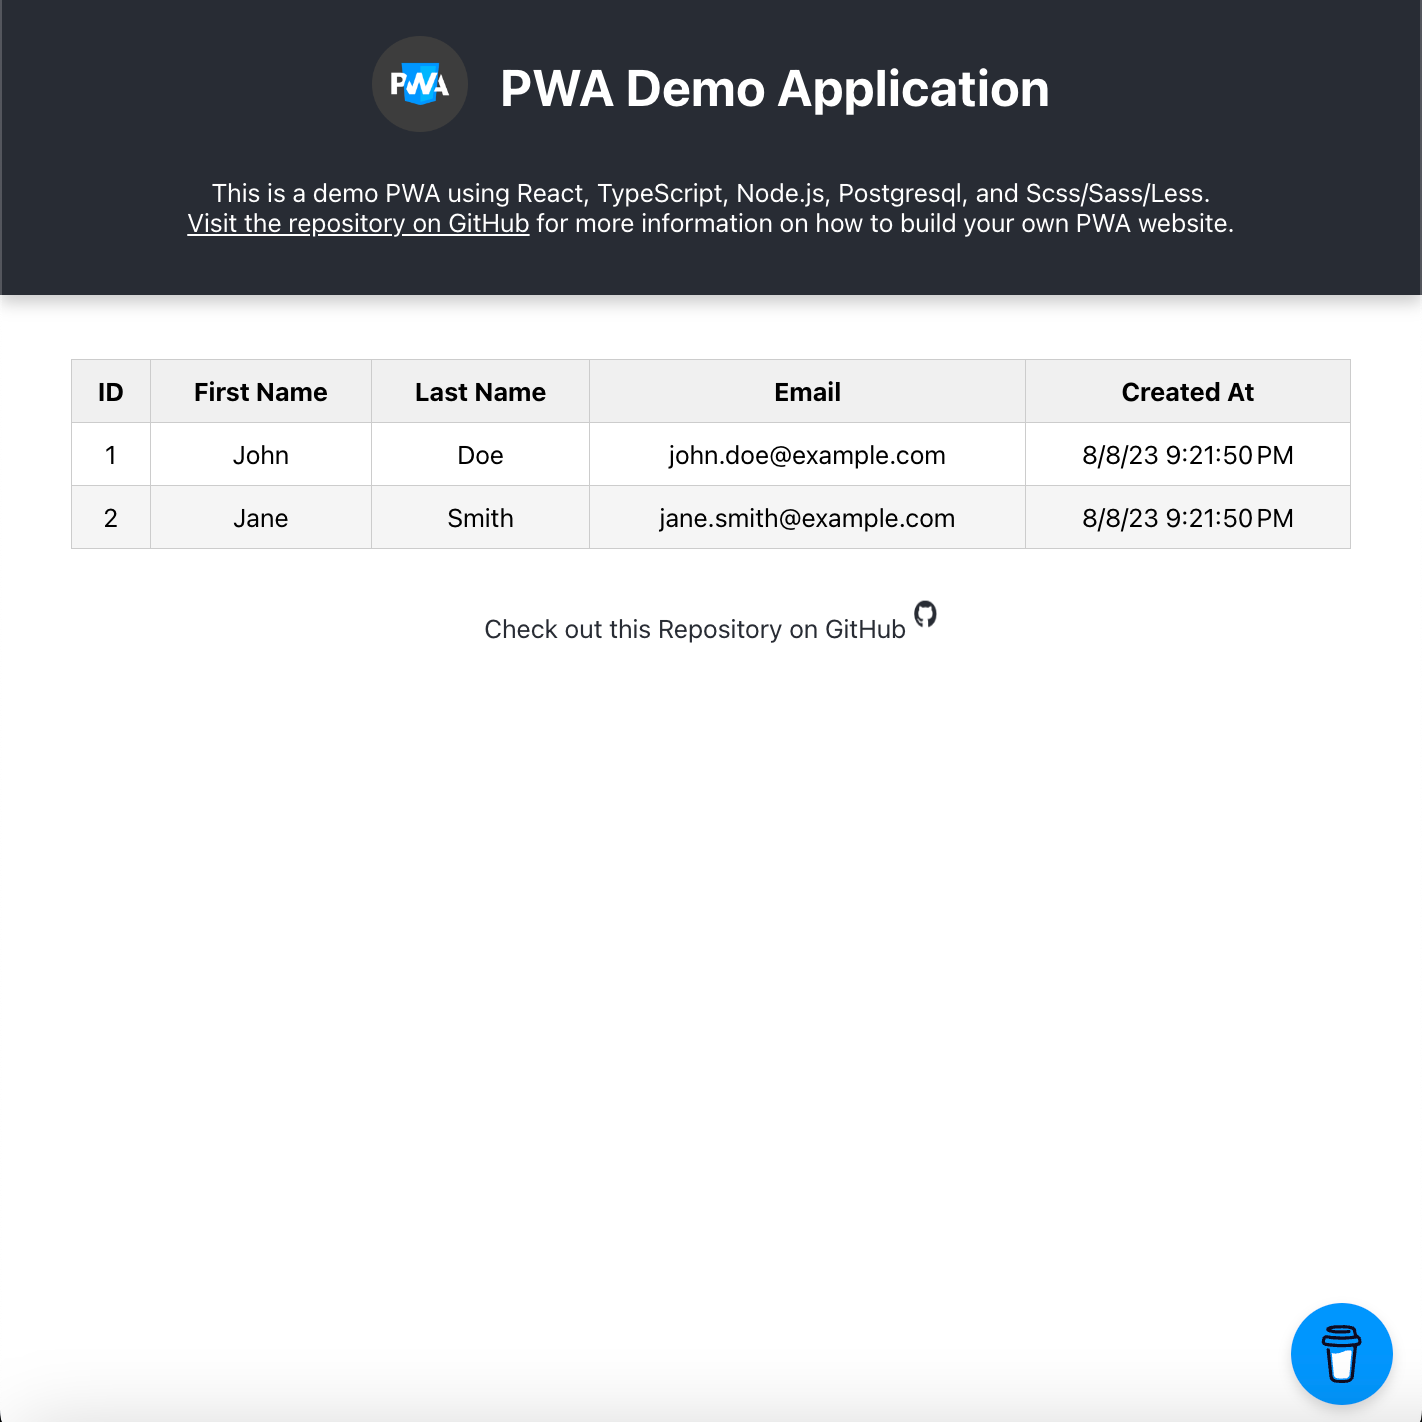 PWA
PWA Demo Application
This is a demo PWA using React, TypeScript, Node.js, Postgresql, and Scss/Sass/Less.
Visit the repository on GitHub for more information on how to build your own PWA website.
ID First Name Last Name Email Created At
1 John Doe john.doe@example.com 8/8/23 9:21:50 PM
2 Jane Smith jane.smith@example.com 8/8/23 9:21:50 PM
Check out this Repository on GitHub